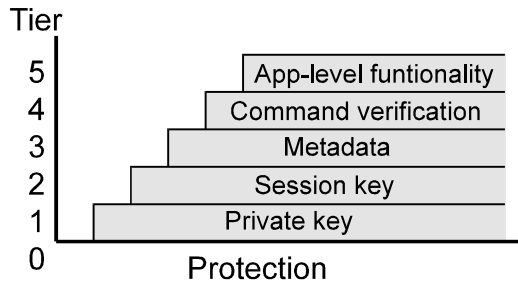 Tier
5 App-level funtionality
4 Command verification
3 Metadata
2 Session key
1 Private key
0
Protection